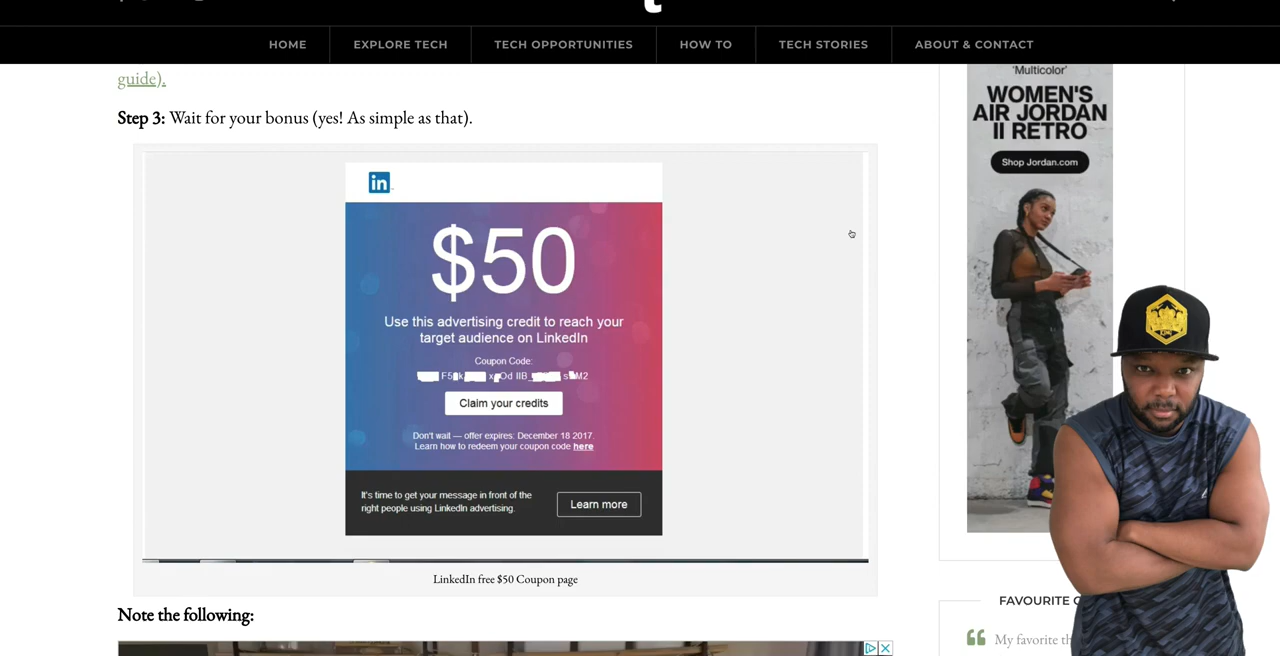 HOME
EXPLORE TECH
TECH OPPORTUNITIES
HOW TO
TECH STORIES
ABOUT & CONTACT
guide).
Step 3: Wait for your bonus (yes! As simple as that).
in
$50
Use this advertising credit to reach your
target audience on LinkedIn
Coupon Code:
Claim your credits
Don't wait — offer expires: December 18 2017.
Learn how to redeem your coupon code here
It's time to get your message in front of the
right people using LinkedIn advertising.
Learn more
LinkedIn free $50 Coupon page
Note the following:
'Multicolor'
WOMEN'S
AIR JORDAN
II RETRO
Shop Jordan.com
FAVOURITE
My favorite